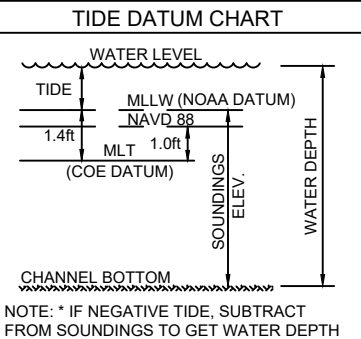 TIDE DATUM CHART
WATER LEVEL
TIDE
MLLW (NOAA DATUM)
NAVD 88
1.4ft
MLT
1.0ft
(COE DATUM)
SOUNDINGS
ELEV.
WATER DEPTH
CHANNEL BOTTOM
NOTE: * IF NEGATIVE TIDE, SUBTRACT
FROM SOUNDINGS TO GET WATER DEPTH